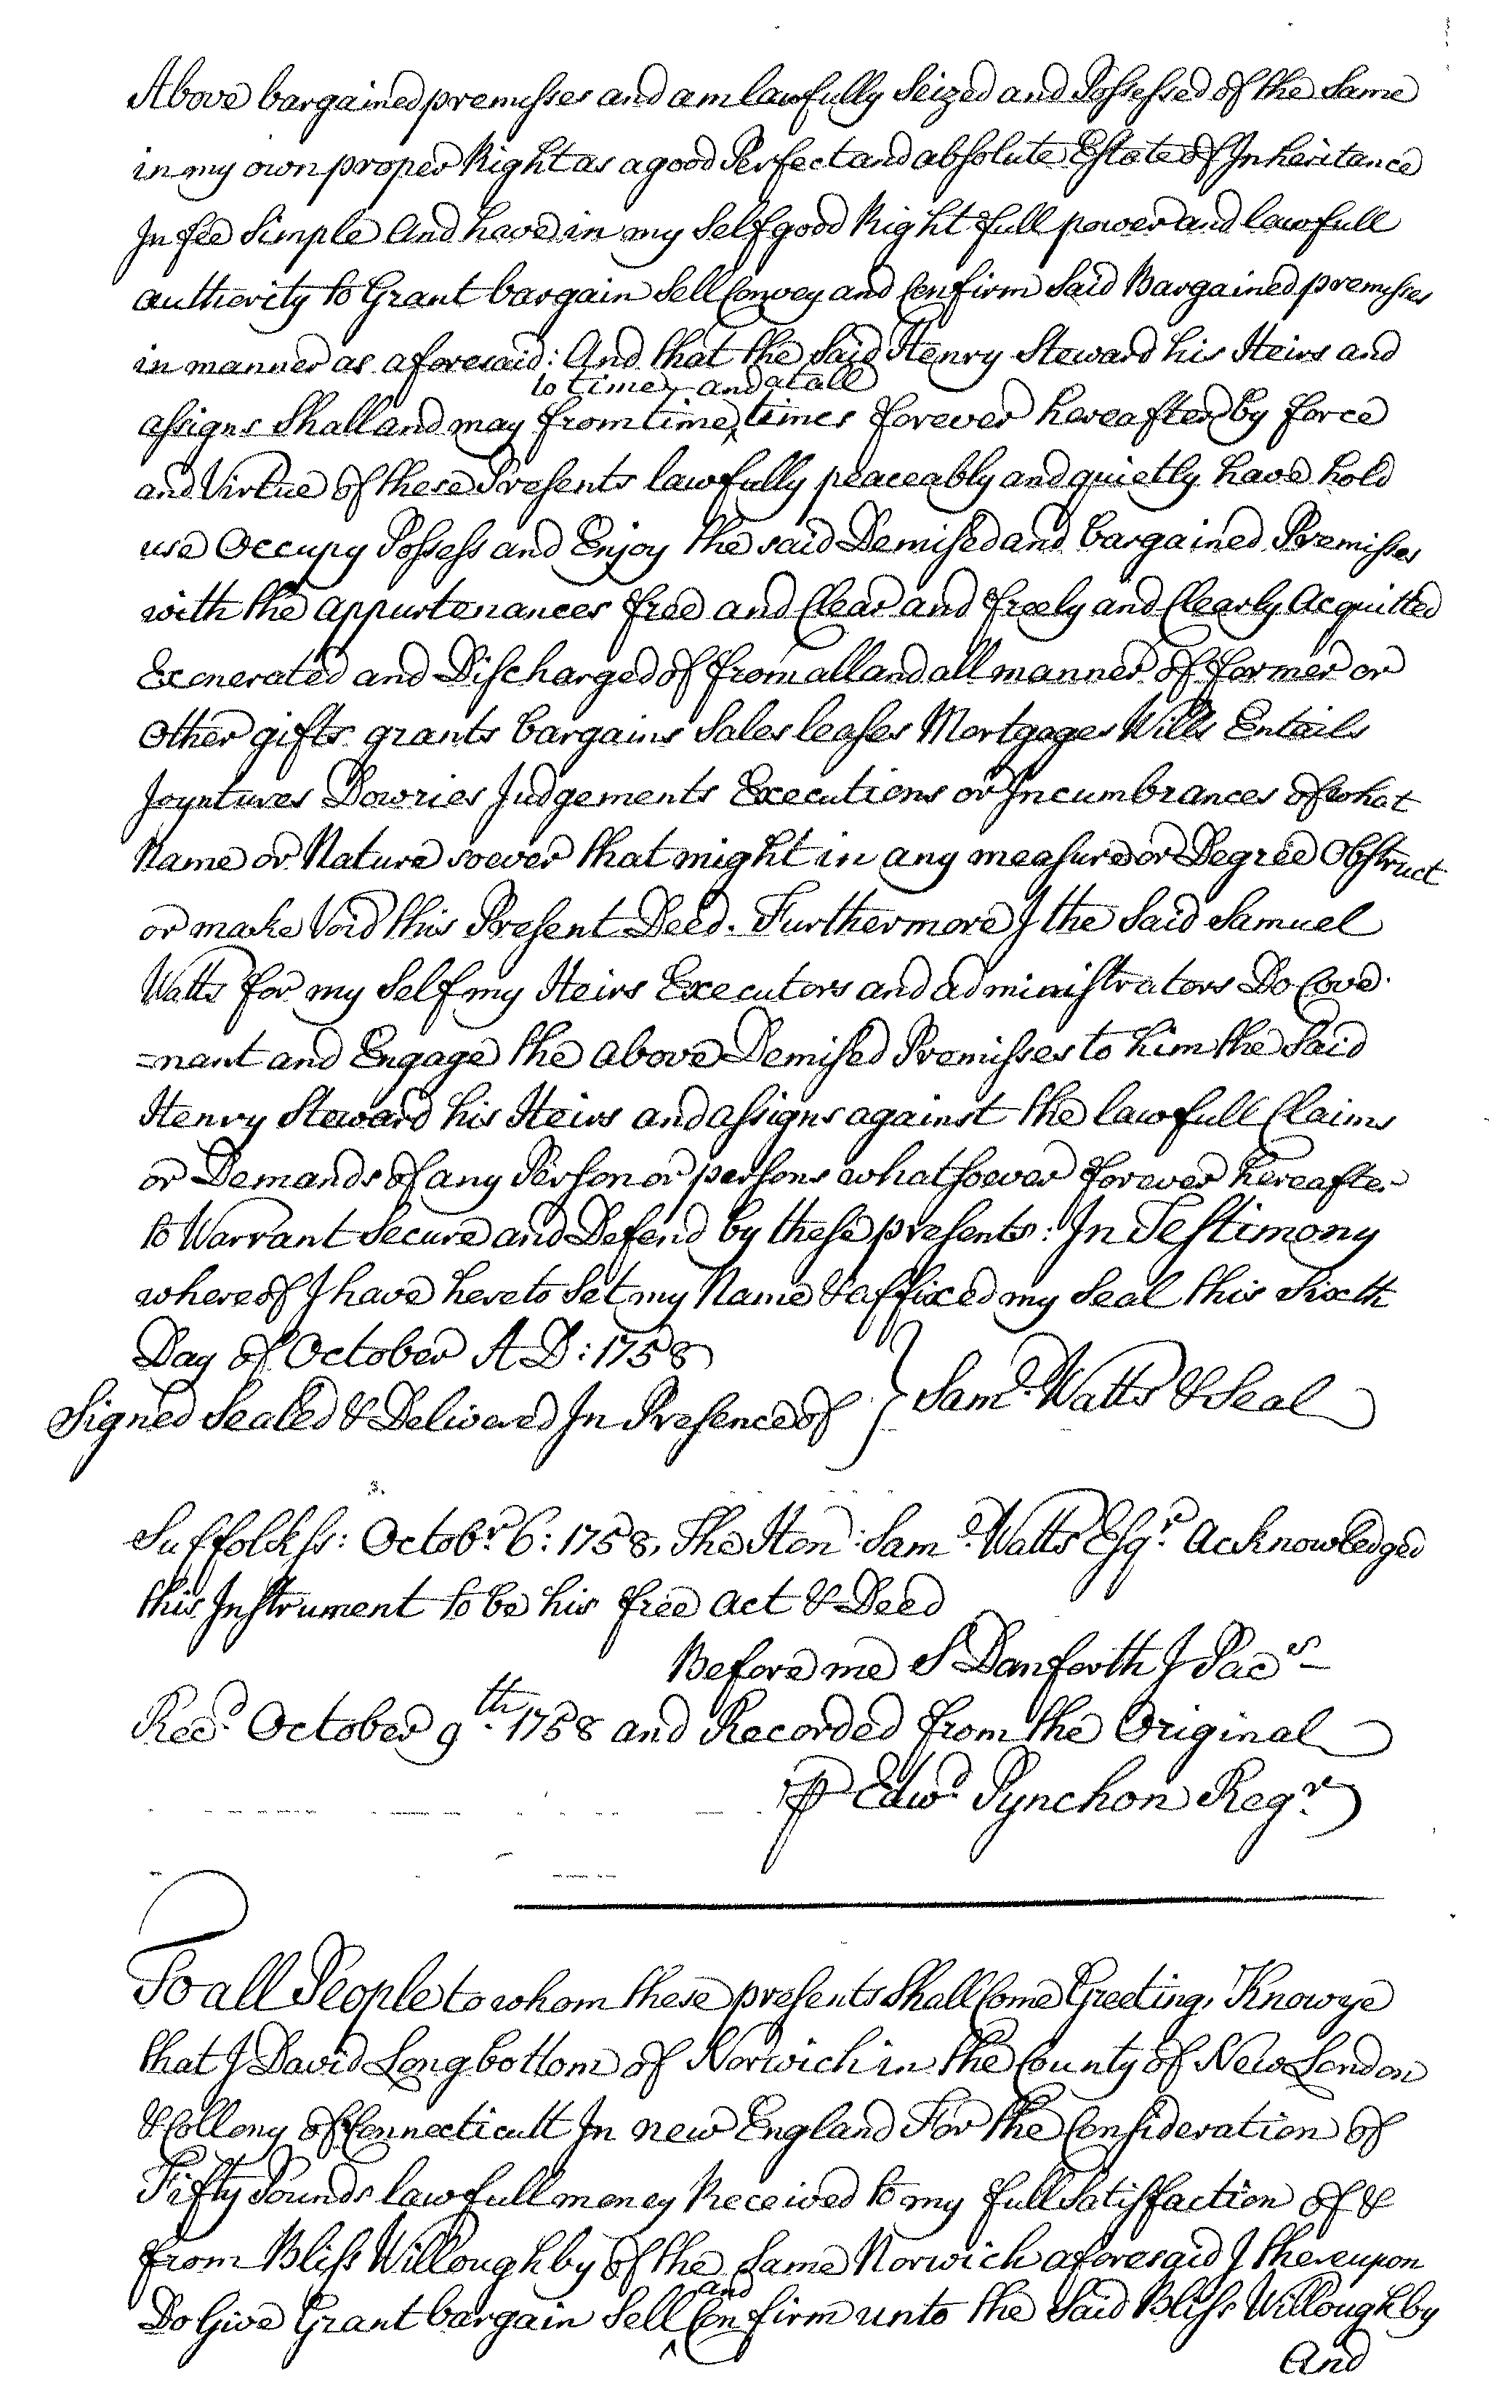 Above bargained premisses and am lawfully Seized and Possessed of the Same
in my own proper Right as a good Perfect and absolute Estate of Inheritance
In fee Simple And have in my Self good Right full power and lawfull
authority to Grant bargain Sell Convey and Confirm Said Bargained premisses
in manner as aforesaid: And that the Said Henry Steward his Heirs and
to time, and at all
assigns Shall and may from time ‸ times forever hereafter by force
and Virtue of these Presents lawfully peaceably and quietly have hold
use Occupy Possess and Enjoy the said Demised and bargained Premisses
with the appurtenances free and Clear and freely and Clearly Acquitted
Exonerated and Discharged of from all and all manner of former or
Other gifts grants bargains Sales leases Mortgages Wills Entails
Joyntures Dowries Judgements Executions or Incumbrances of what
Name or Nature soever that might in any measure or Degree Obstruct
or make Void this Present Deed. Furthermore I the Said Samuel
Watts for my Self my Heirs Executors and administrators Do Cove-
=nant and Engage the above Demised Premisses to him the Said
Henry Steward his Heirs and assigns against the lawfull Claims
or Demands of any Person or persons whatsoever forever hereafter
to Warrant Secure and Defend by these presents: In Testimony
whereof I have hereto Set my Name & affixed my Seal this Sixth
Day of October A D: 1758
Signed Sealed & Delivered In Presence of } Sam.ˡ Watts & Seal
Suffolk ss: Octobʳ 6: 1758, The Hon: Sam.ˡ Watts Esqʳ Acknowledged
this Instrument to be his free act & Deed
Before me S Danforth J Pacˢ
Recᵈ October 9ᵗʰ 1758 and Recorded from the Original
⅌ Edwᵈ Pynchon Regʳ
To all People to whom these presents Shall Come Greeting, Know ye
that I David Longbottom of Norwich in the County of New London
& Collony of Connecticutt In new England For the Consideration of
Fifty Pounds lawfull money Received to my full Satisfaction of &
from Bliss Willoughby of the Same Norwich aforesaid I thereupon
and
Do Give Grant bargain Sell ‸ Confirm unto the Said Bliss Willoughby
And